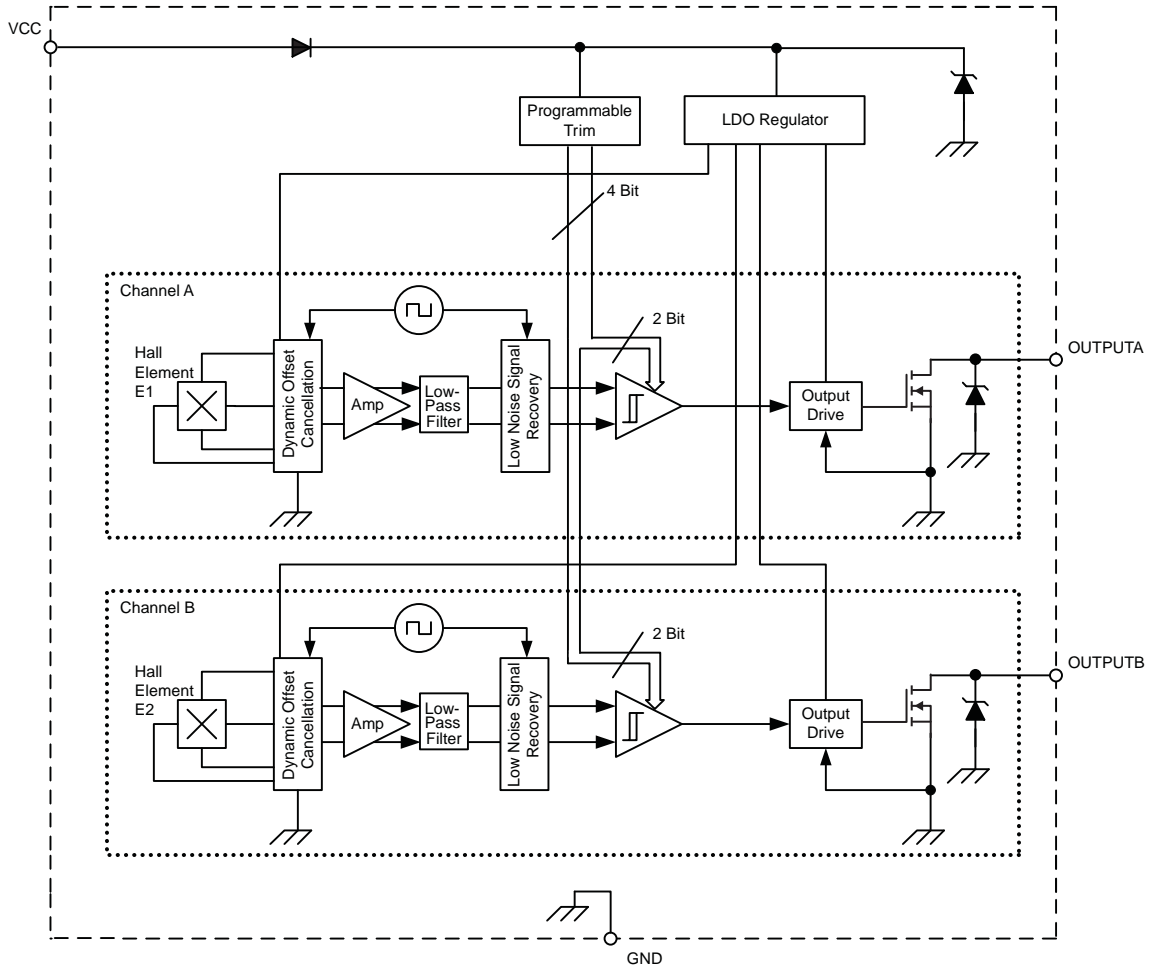 VCC
Programmable
Trim
LDO Regulator
4 Bit
Channel A
2 Bit
OUTPUTA
Hall
Element
E1
Dynamic Offset
Cancellation
Amp
Low-
Pass
Filter
Low Noise Signal
Recovery
Output
Drive
Channel B
2 Bit
OUTPUTB
Hall
Element
E2
Dynamic Offset
Cancellation
Amp
Low-
Pass
Filter
Low Noise Signal
Recovery
Output
Drive
GND